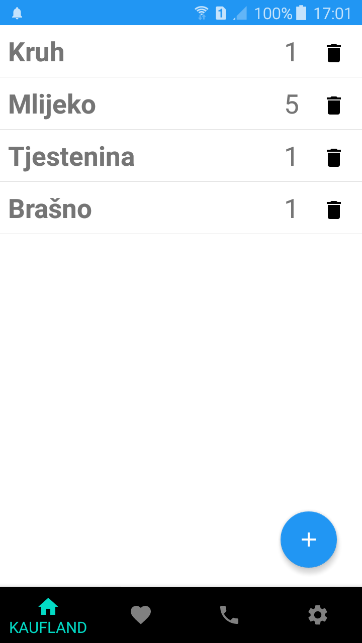 100% 17:01
Kruh 1
Mlijeko 5
Tjestenina 1
Brašno 1
KAUFLAND